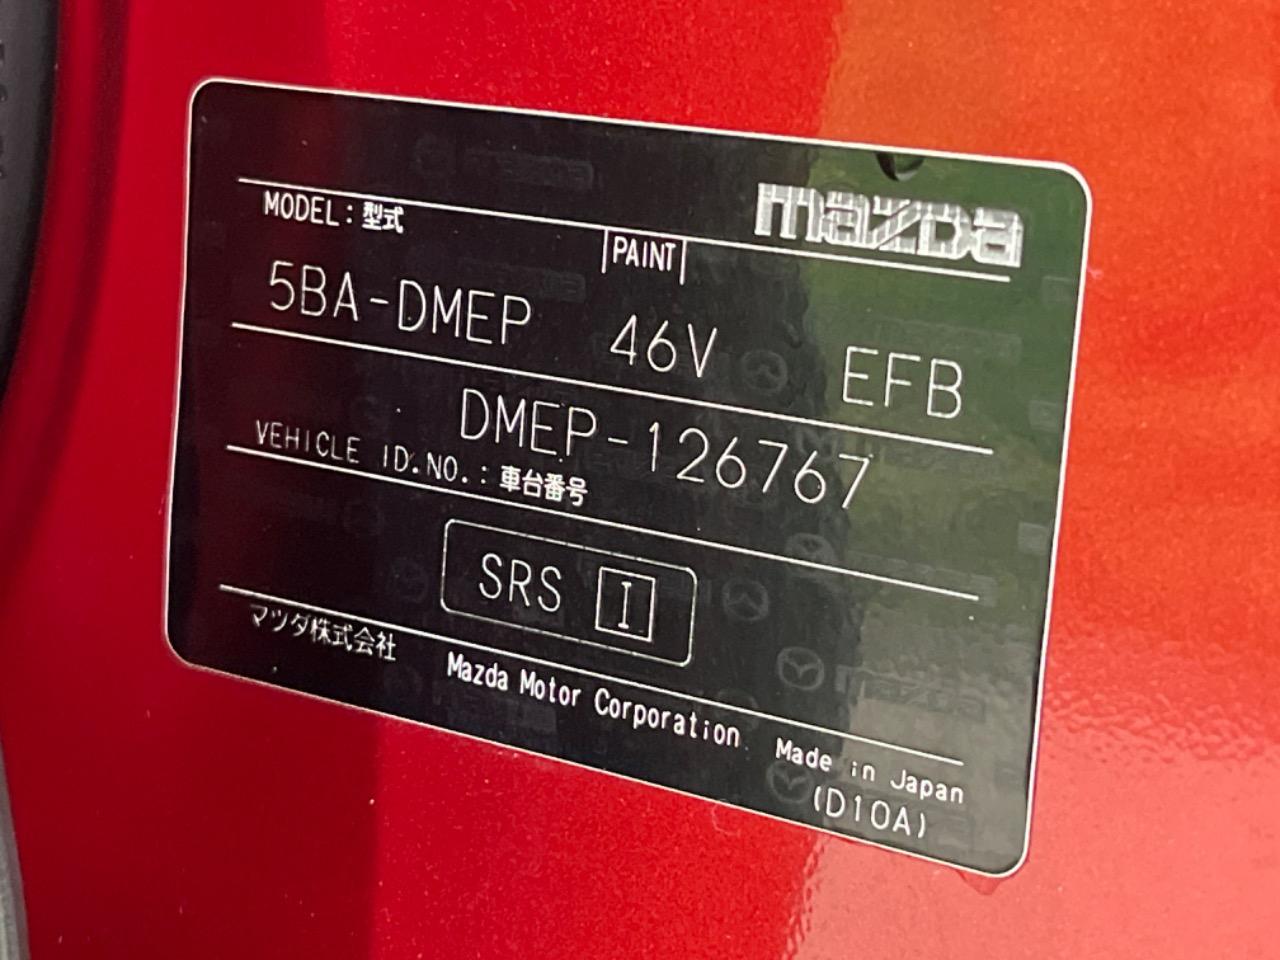 mazda
MODEL：型式
PAINT
5BA-DMEP 46V EFB
DMEP-126767
VEHICLE ID.NO.：車台番号
SRS I
マツダ株式会社 Mazda Motor Corporation Made in Japan
(D10A)